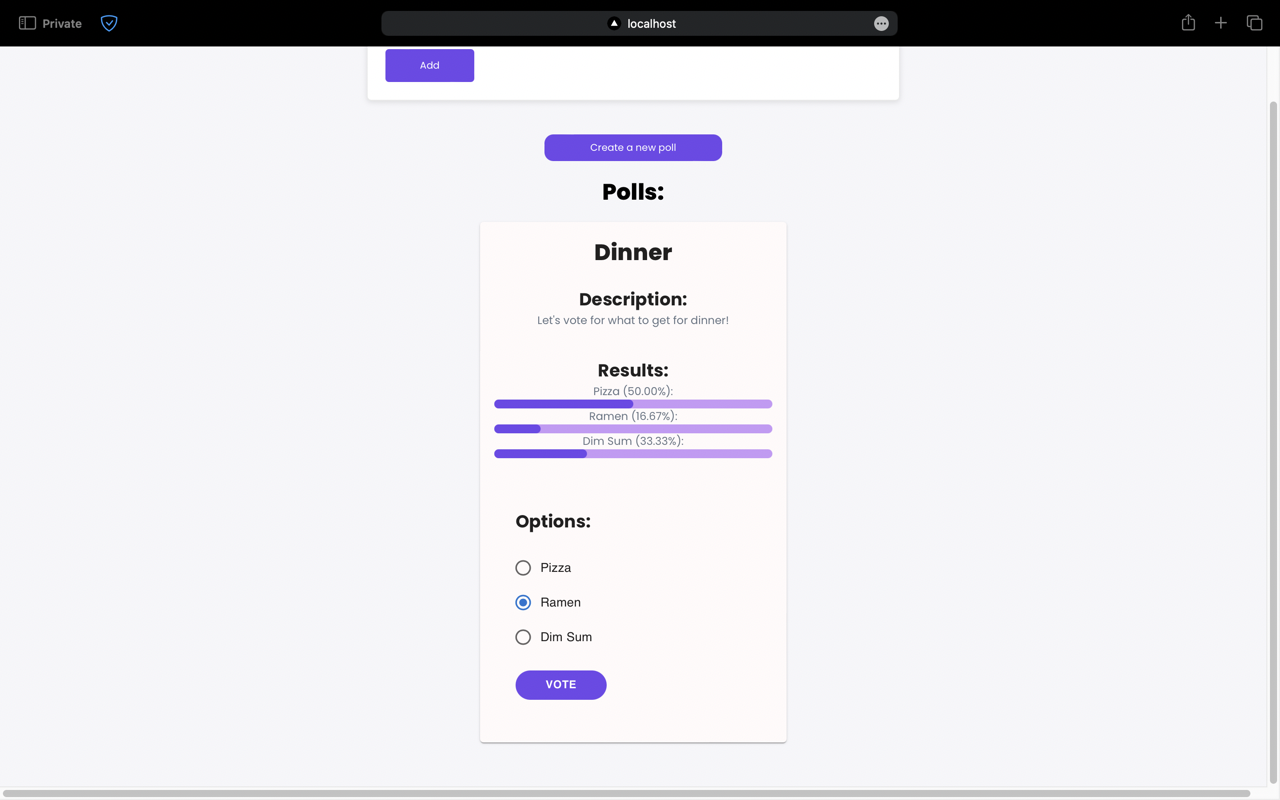 Private
localhost
Add
Create a new poll
Polls:
Dinner
Description:
Let's vote for what to get for dinner!
Results:
Pizza (50.00%):
Ramen (16.67%):
Dim Sum (33.33%):
Options:
Pizza
Ramen
Dim Sum
VOTE